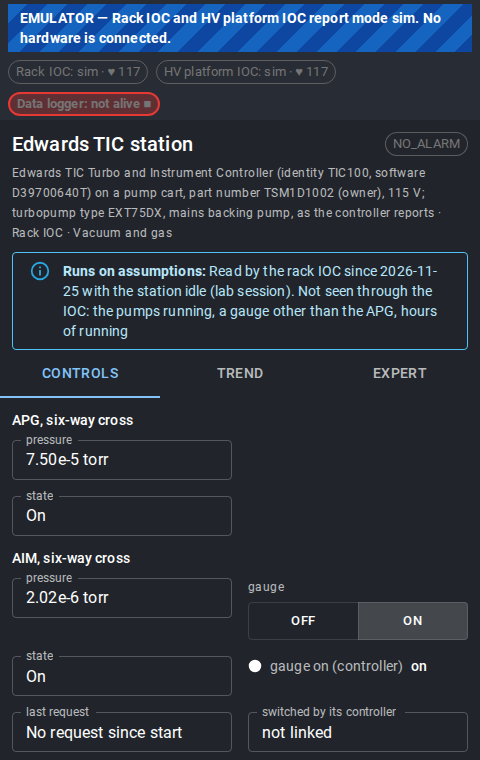 EMULATOR — Rack IOC and HV platform IOC report mode sim. No
hardware is connected.
Rack IOC: sim · ♥ 117
HV platform IOC: sim · ♥ 117
Data logger: not alive ■
Edwards TIC station
NO_ALARM
Edwards TIC Turbo and Instrument Controller (identity TIC100, software
D39700640T) on a pump cart, part number TSM1D1002 (owner), 115 V;
turbopump type EXT75DX, mains backing pump, as the controller reports ·
Rack IOC · Vacuum and gas
Runs on assumptions: Read by the rack IOC since 2026-11-
25 with the station idle (lab session). Not seen through the
IOC: the pumps running, a gauge other than the APG, hours
of running
CONTROLS
TREND
EXPERT
APG, six-way cross
pressure
7.50e-5 torr
state
On
AIM, six-way cross
pressure
2.02e-6 torr
gauge
OFF
ON
state
On
gauge on (controller) on
last request
No request since start
switched by its controller
not linked